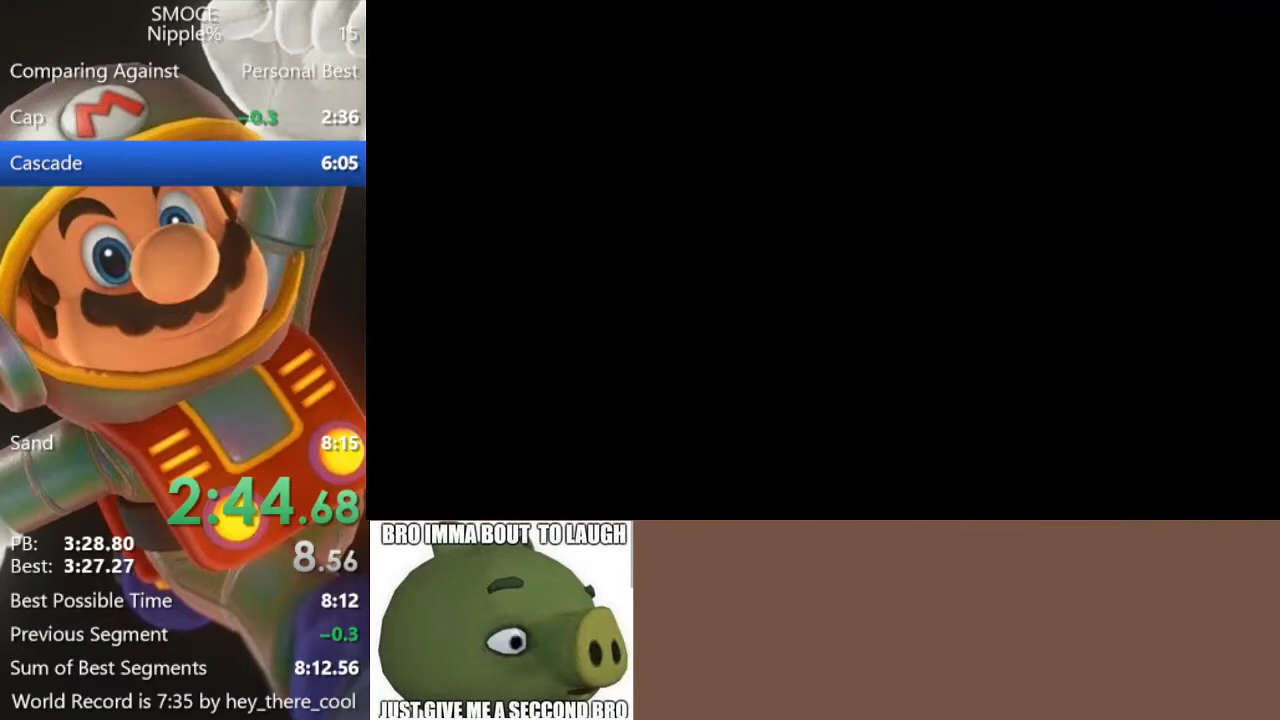 SMOCE
Nipple% 15
Comparing Against Personal Best
Cap −0.3 2:36
Cascade 6:05
Sand 8:15
2:44.68
PB: 3:28.80
Best: 3:27.27
8.56
Best Possible Time 8:12
Previous Segment −0.3
Sum of Best Segments 8:12.56
World Record is 7:35 by hey_there_cool
BRO IMMA BOUT TO LAUGH
JUST GIVE ME A SECCOND BRO